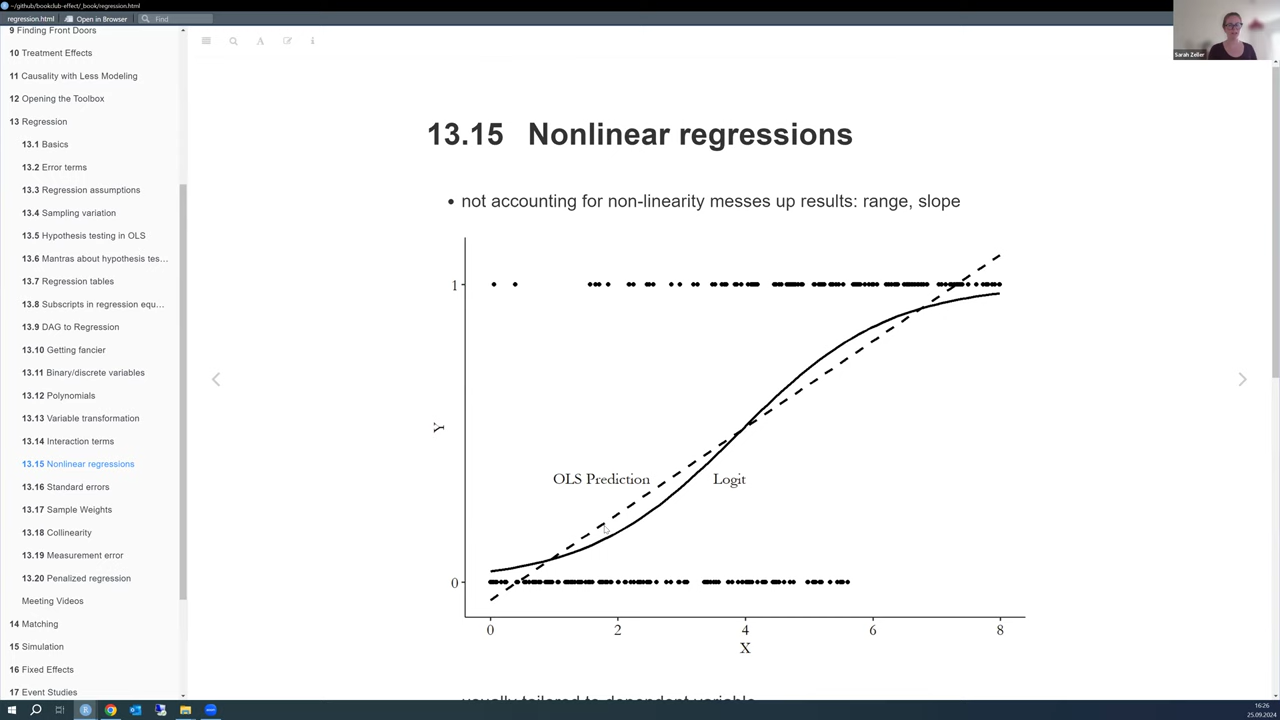 ~/github/bookclub-effect/_book/regression.html
regression.html
Open in Browser
Find
Sarah Zeller
9 Finding Front Doors
10 Treatment Effects
11 Causality with Less Modeling
12 Opening the Toolbox
13 Regression
13.1 Basics
13.2 Error terms
13.3 Regression assumptions
13.4 Sampling variation
13.5 Hypothesis testing in OLS
13.6 Mantras about hypothesis tes…
13.7 Regression tables
13.8 Subscripts in regression equ…
13.9 DAG to Regression
13.10 Getting fancier
13.11 Binary/discrete variables
13.12 Polynomials
13.13 Variable transformation
13.14 Interaction terms
13.15 Nonlinear regressions
13.16 Standard errors
13.17 Sample Weights
13.18 Collinearity
13.19 Measurement error
13.20 Penalized regression
Meeting Videos
14 Matching
15 Simulation
16 Fixed Effects
17 Event Studies
13.15 Nonlinear regressions
• not accounting for non-linearity messes up results: range, slope
1
Y
OLS Prediction
Logit
0
0 2 4 6 8
X
usually tailored to dependent variable
16:26
25.09.2024